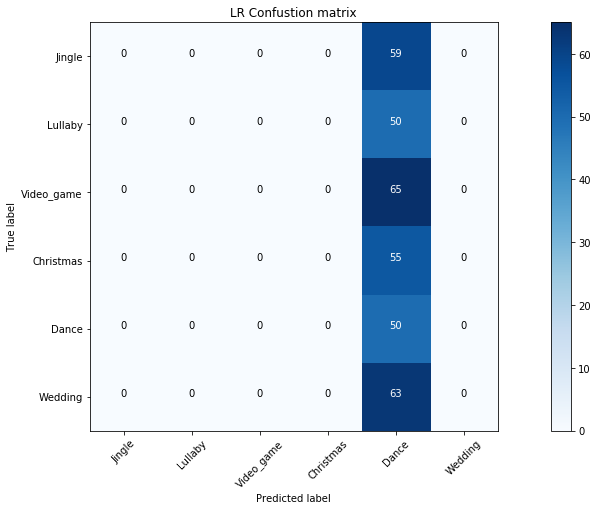 LR Confustion matrix
Jingle 0 0 0 0 59 0
Lullaby 0 0 0 0 50 0
Video_game 0 0 0 0 65 0
Christmas 0 0 0 0 55 0
Dance 0 0 0 0 50 0
Wedding 0 0 0 0 63 0
True label
Jingle Lullaby Video_game Christmas Dance Wedding
Predicted label
60
50
40
30
20
10
0